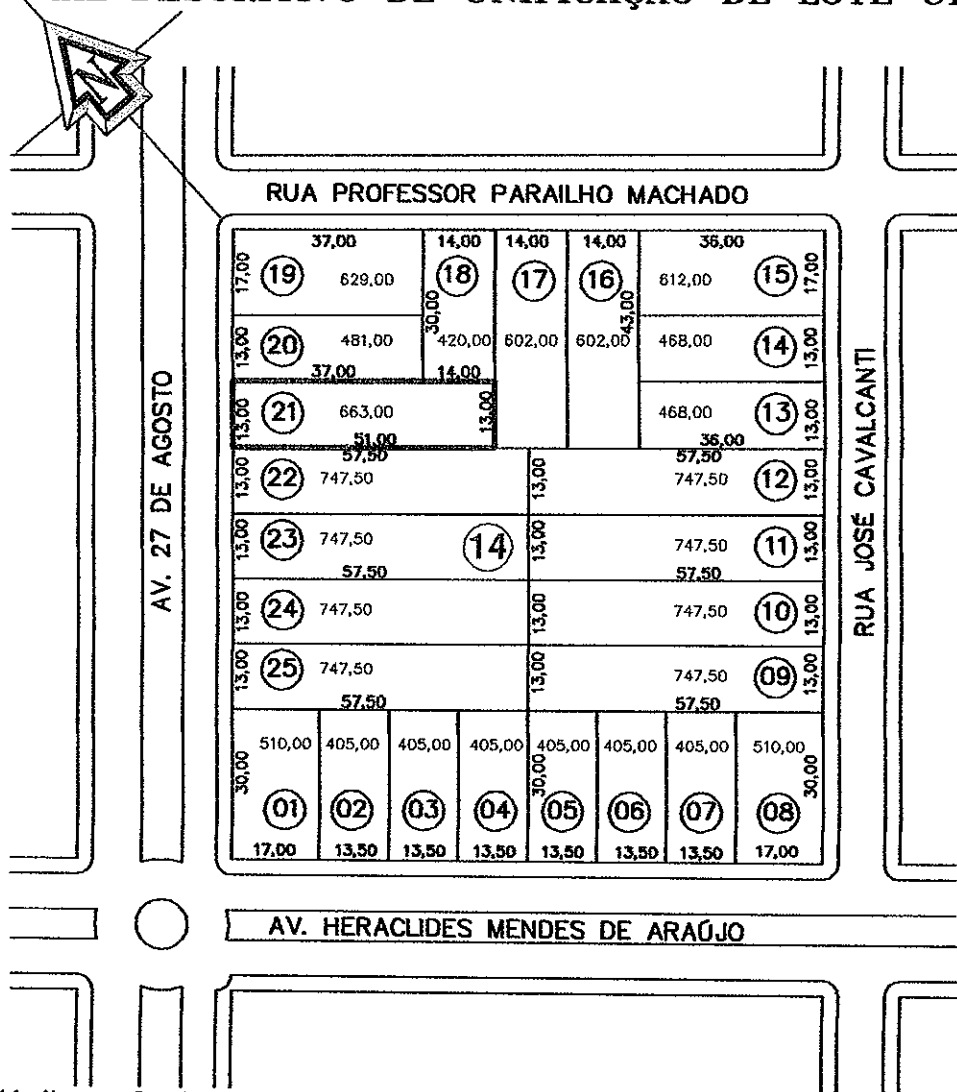 DE UNIFICAÇÃO DE LOTE
N
RUA PROFESSOR PARAILHO MACHADO
AV. 27 DE AGOSTO
RUA JOSÉ CAVALCANTI
37,00 14,00 14,00 14,00 36,00
17,00 19 629,00 18 17 16 612,00 15 17,00
30,00 43,00
13,00 20 481,00 420,00 602,00 602,00 468,00 14 13,00
37,00 14,00
13,00 21 663,00 13,00 468,00 13 13,00
51,00 36,00
57,50 57,50
13,00 22 747,50 13,00 747,50 12 13,00
13,00 23 747,50 14 13,00 747,50 11 13,00
57,50 57,50
13,00 24 747,50 13,00 747,50 10 13,00
13,00 25 747,50 13,00 747,50 09 13,00
57,50 57,50
510,00 405,00 405,00 405,00 405,00 405,00 405,00 510,00
30,00 30,00 30,00
01 02 03 04 05 06 07 08
17,00 13,50 13,50 13,50 13,50 13,50 13,50 17,00
AV. HERACLIDES MENDES DE ARAÚJO